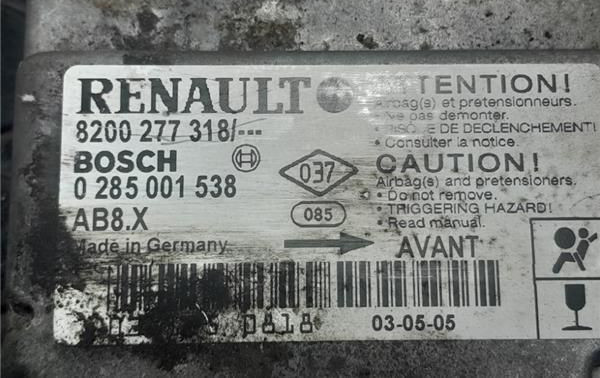 RENAULT
8200 277 318/---
BOSCH
0 285 001 538
AB8.X
Made in Germany
037
085
ATTENTION!
Airbag(s) et pretensionneurs.
• Ne pas demonter.
• RISQUE DE DECLENCHEMENT!
• Consulter la notice.
CAUTION!
Airbag(s) and pretensioners.
• Do not remove.
• TRIGGERING HAZARD!
• Read manual.
AVANT
0818
03-05-05